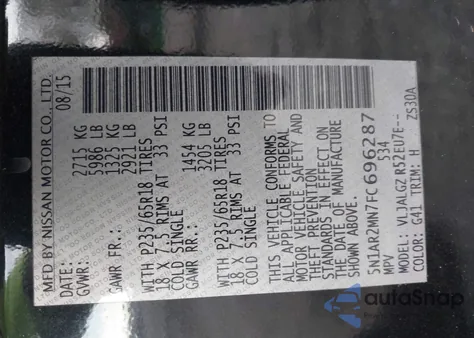 MFD BY NISSAN MOTOR CO., LTD.
DATE: 08/15
GVWR: 2715 KG
5986 LB
GAWR FR.: 1325 KG
2921 LB
WITH P235/65R18 TIRES
18 X 7.5 RIMS AT 33 PSI
COLD SINGLE
GAWR RR.: 1454 KG
3205 LB
WITH P235/65R18 TIRES
18 X 7.5 RIMS AT 33 PSI
COLD SINGLE
THIS VEHICLE CONFORMS TO
ALL APPLICABLE FEDERAL
MOTOR VEHICLE SAFETY AND
THEFT PREVENTION
STANDARDS IN EFFECT ON
THE DATE OF MANUFACTURE
SHOWN ABOVE.
5N1AR2MN7FC696287
MPV 534
MODEL: VLJALGZ R52EU7E--
COLOR: G41 TRIM: H ZS30A
autoSnap